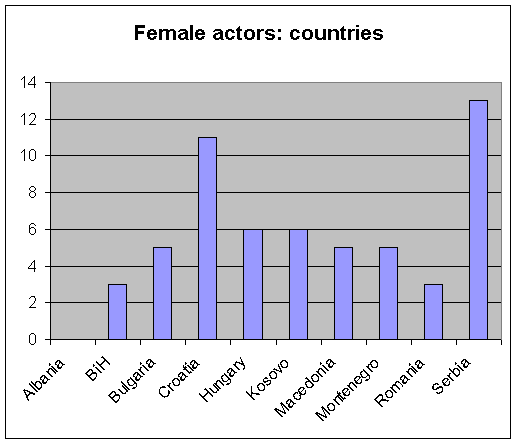 Female actors: countries
14
12
10
8
6
4
2
0
Albania
BiH
Bulgaria
Croatia
Hungary
Kosovo
Macedonia
Montenegro
Romania
Serbia